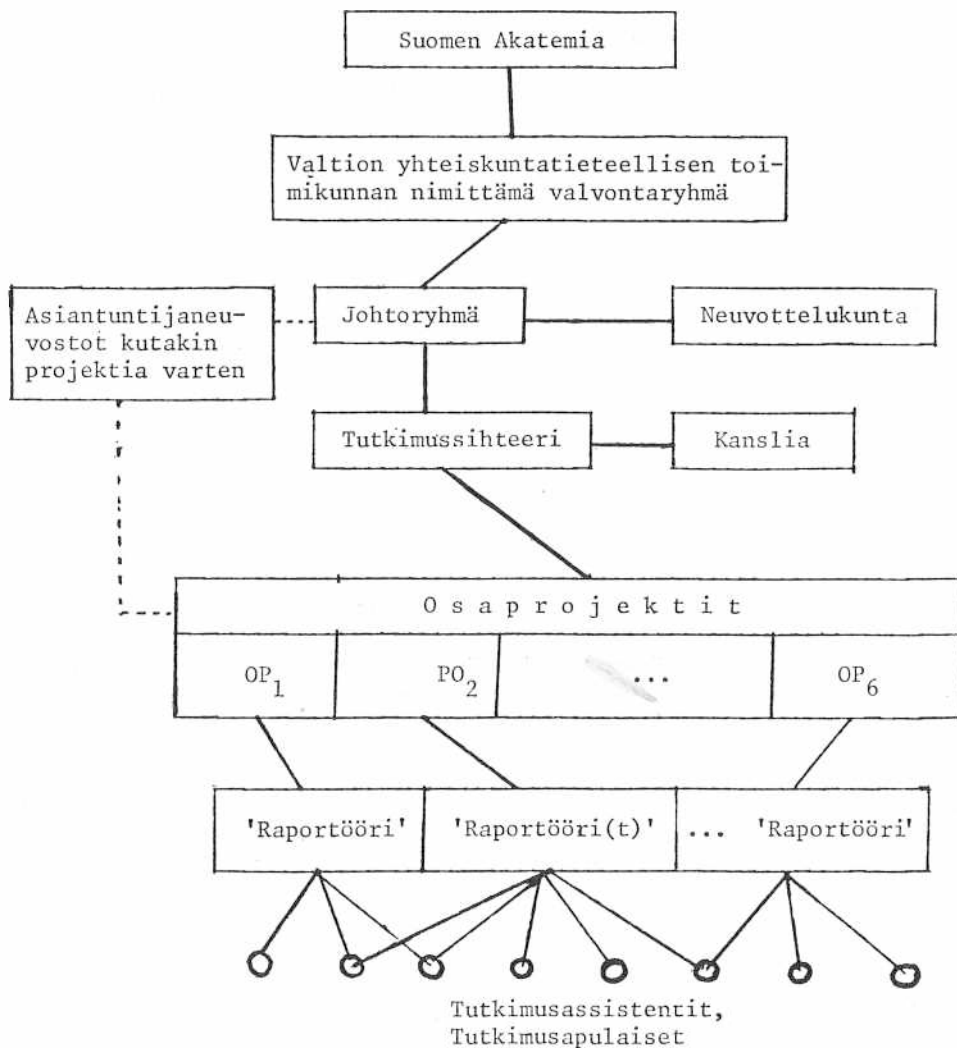 Suomen Akatemia
Valtion yhteiskuntatieteellisen toi-
mikunnan nimittämä valvontaryhmä
Asiantuntijaneu-
vostot kutakin
projektia varten
Johtoryhmä
Neuvottelukunta
Tutkimussihteeri
Kanslia
O s a p r o j e k t i t
OP1 PO2 ... OP6
'Raportööri' 'Raportööri(t)' ... 'Raportööri'
Tutkimusassistentit,
Tutkimusapulaiset